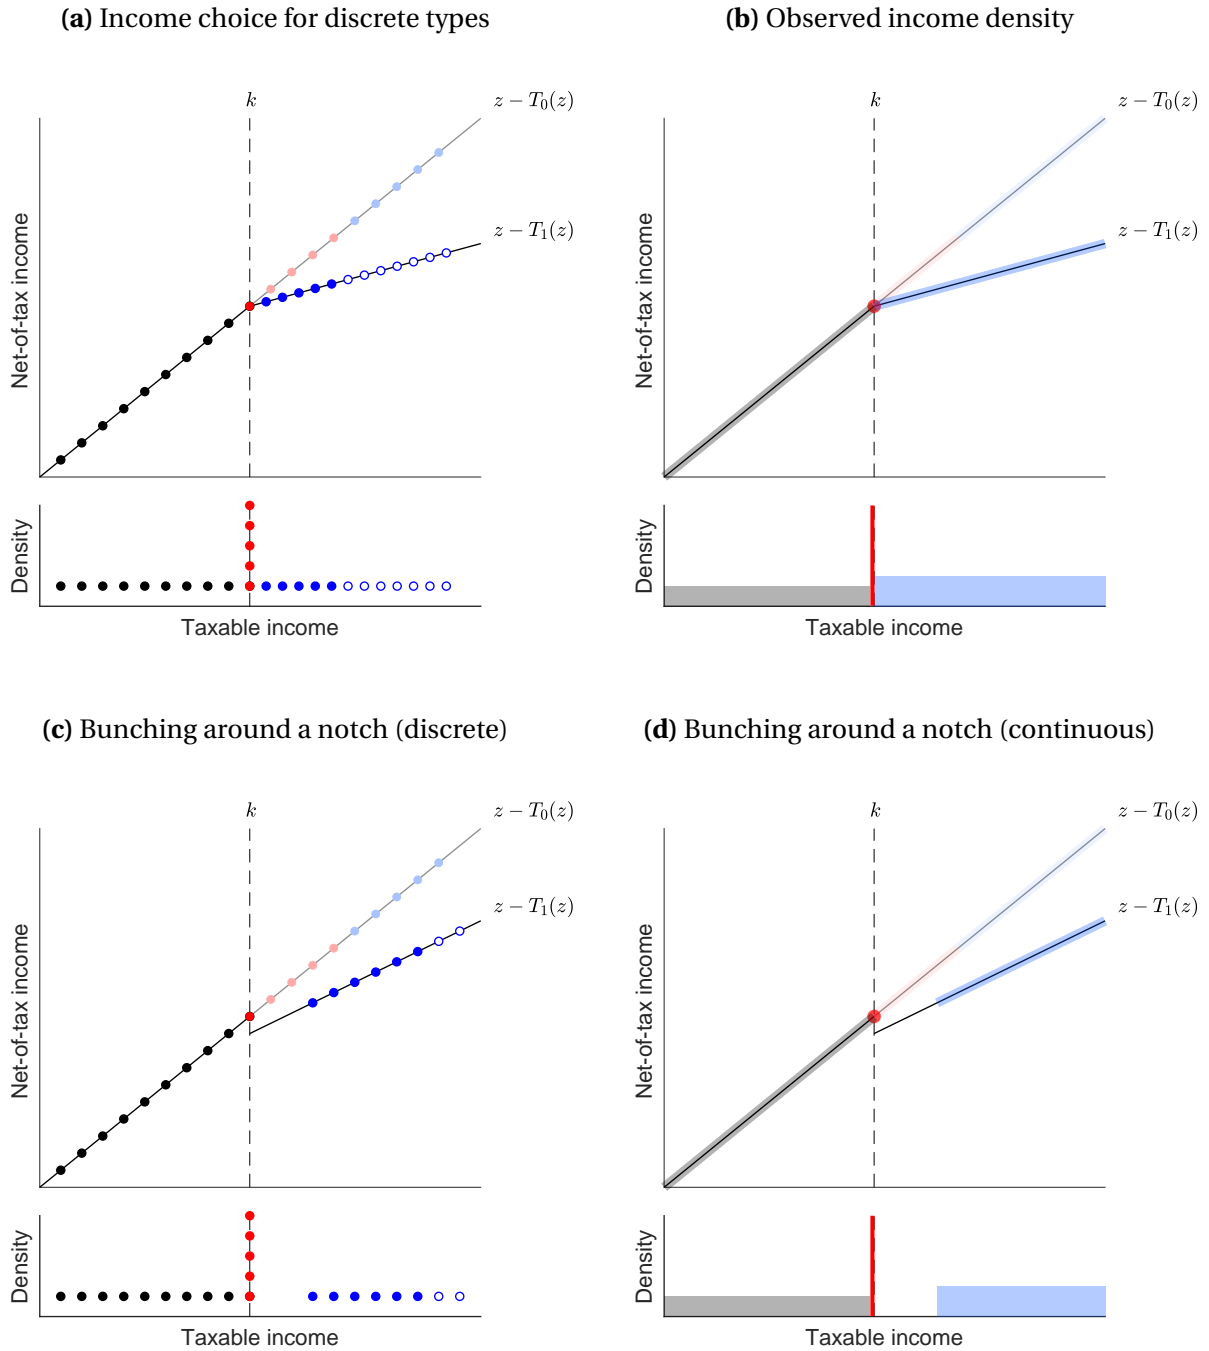 (a) Income choice for discrete types
(b) Observed income density
k
z − T₀(z)
z − T₁(z)
Net-of-tax income
Density
Taxable income
k
z − T₀(z)
z − T₁(z)
Net-of-tax income
Density
Taxable income
(c) Bunching around a notch (discrete)
(d) Bunching around a notch (continuous)
k
z − T₀(z)
z − T₁(z)
Net-of-tax income
Density
Taxable income
k
z − T₀(z)
z − T₁(z)
Net-of-tax income
Density
Taxable income